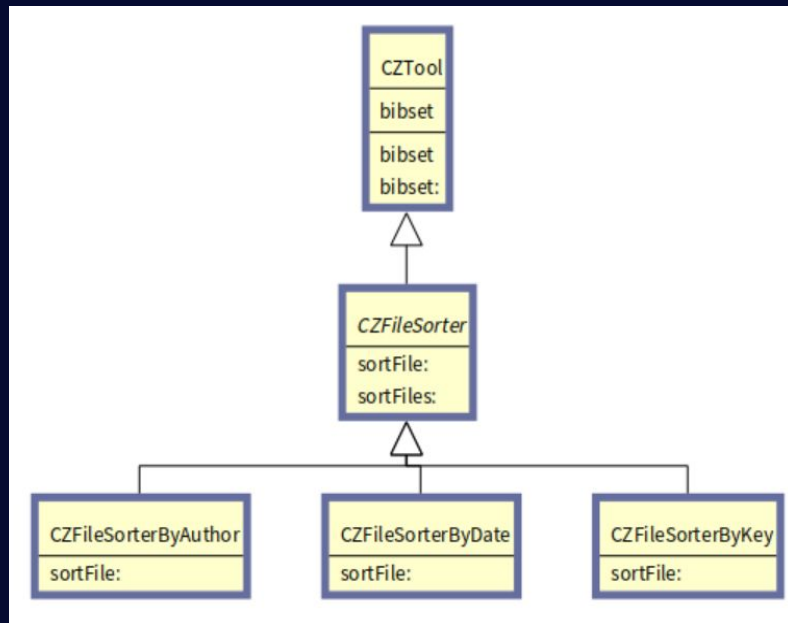 CZTool
bibset
bibset
bibset:
CZFileSorter
sortFile:
sortFiles:
CZFileSorterByAuthor
sortFile:
CZFileSorterByDate
sortFile:
CZFileSorterByKey
sortFile: